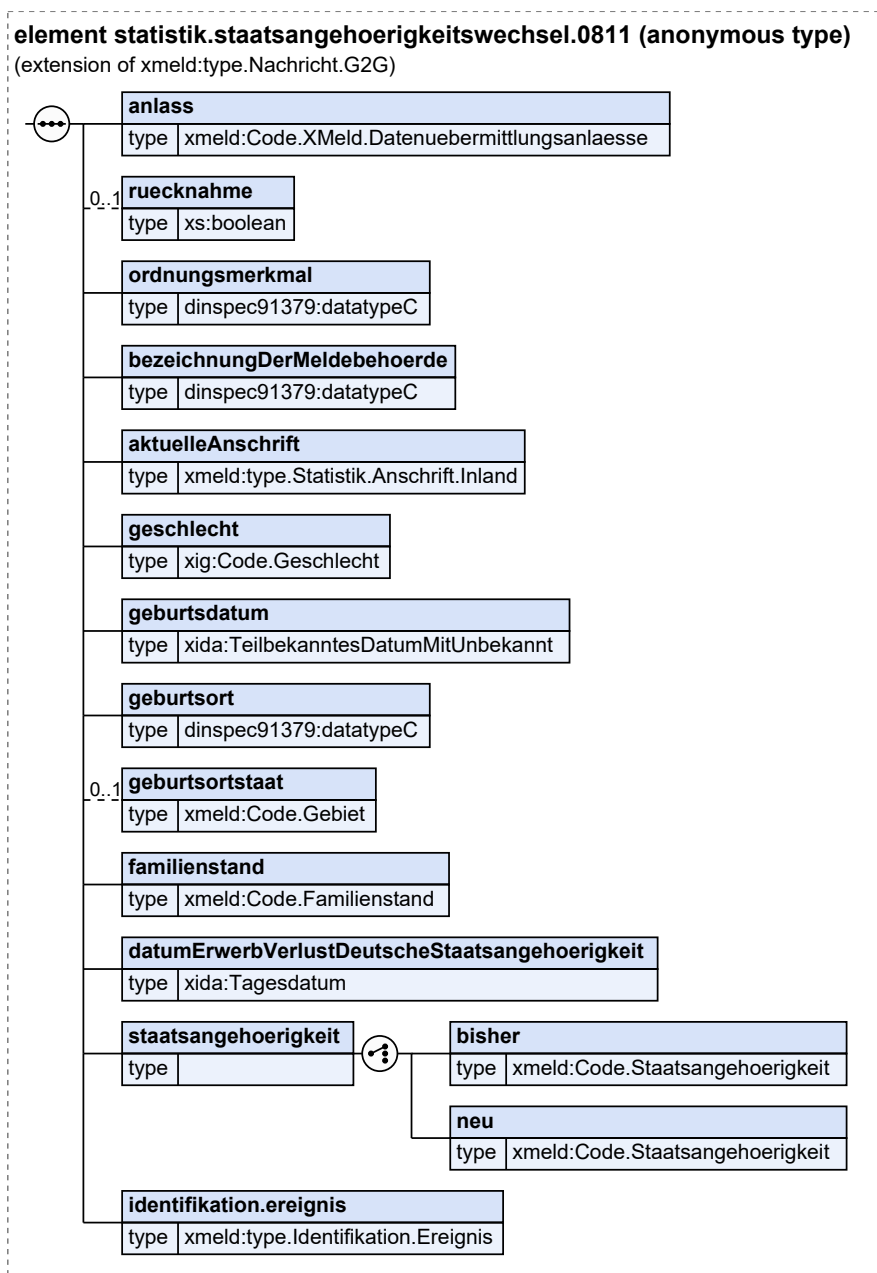 element statistik.staatsangehoerigkeitswechsel.0811 (anonymous type)
(extension of xmeld:type.Nachricht.G2G)
anlass
type xmeld:Code.XMeld.Datenuebermittlungsanlaesse
0..1
ruecknahme
type xs:boolean
ordnungsmerkmal
type dinspec91379:datatypeC
bezeichnungDerMeldebehoerde
type dinspec91379:datatypeC
aktuelleAnschrift
type xmeld:type.Statistik.Anschrift.Inland
geschlecht
type xig:Code.Geschlecht
geburtsdatum
type xida:TeilbekanntesDatumMitUnbekannt
geburtsort
type dinspec91379:datatypeC
0..1
geburtsortstaat
type xmeld:Code.Gebiet
familienstand
type xmeld:Code.Familienstand
datumErwerbVerlustDeutscheStaatsangehoerigkeit
type xida:Tagesdatum
staatsangehoerigkeit
type
bisher
type xmeld:Code.Staatsangehoerigkeit
neu
type xmeld:Code.Staatsangehoerigkeit
identifikation.ereignis
type xmeld:type.Identifikation.Ereignis